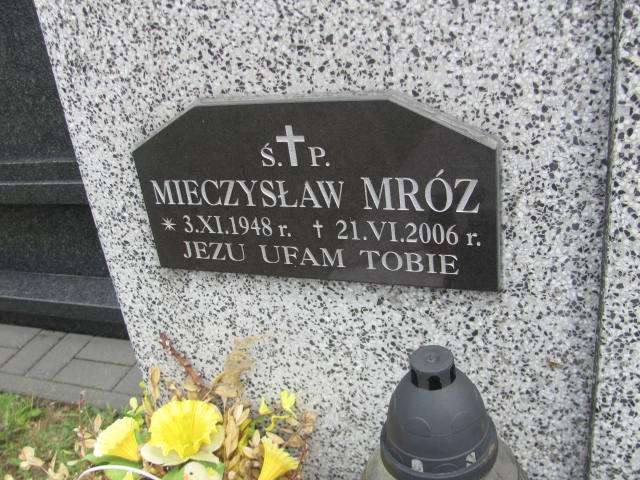 Ś. P.
MIECZYSŁAW MRÓZ
* 3.XI.1948 r. † 21.VI.2006 r.
JEZU UFAM TOBIE